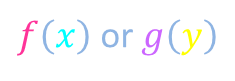 f(x) or g(y)